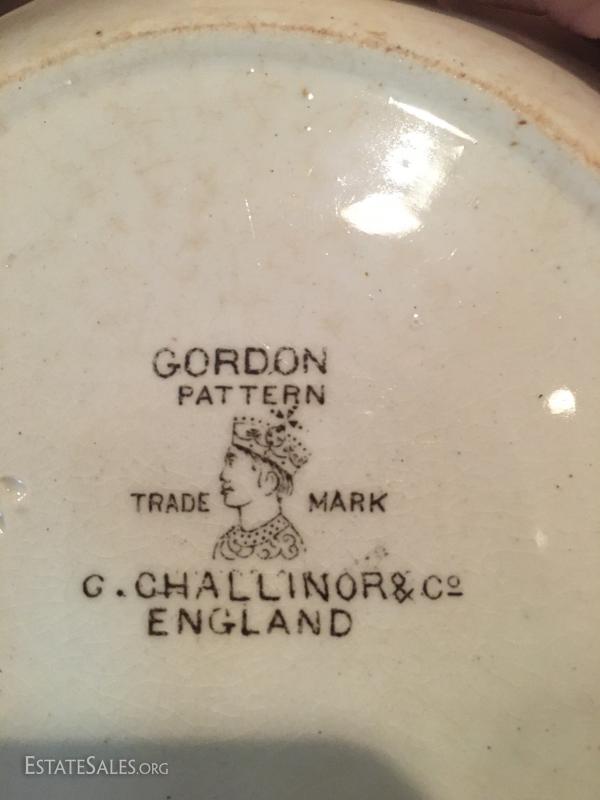 GORDON
PATTERN
TRADE MARK
C. CHALLINOR & Co
ENGLAND
ESTATESALES.ORG